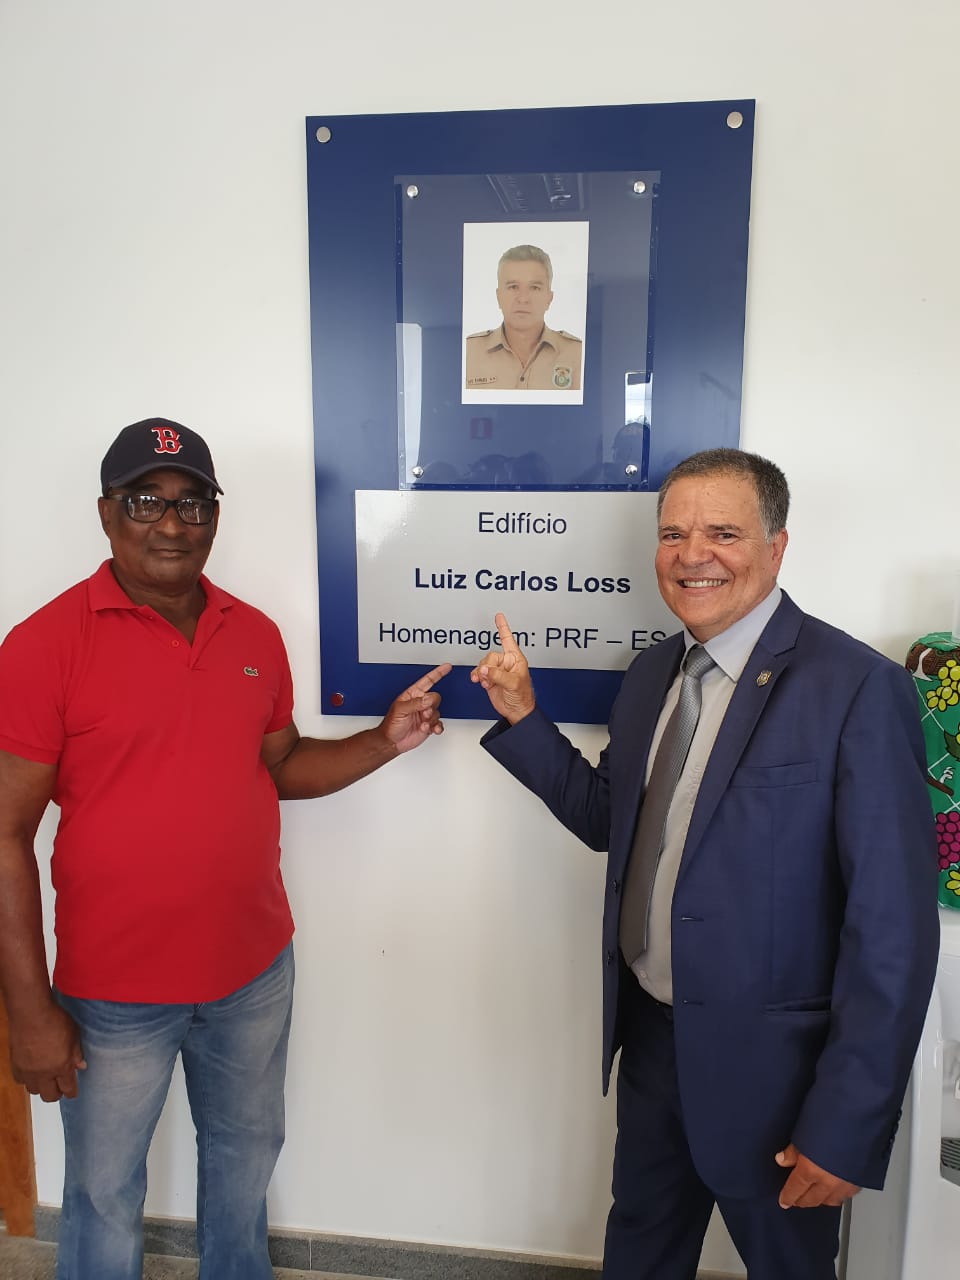 Edifício
Luiz Carlos Loss
Homenagem: PRF – ES
B